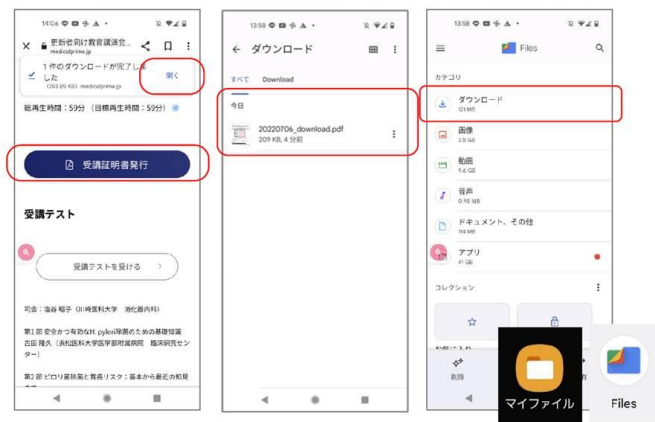 14:06
更新者向け教育講演会...
medicalprime.jp
1 件のダウンロードが完了しま
した
(203.89 KB) medicalprime.jp
開く
総再生時間：59分 （目標再生時間：59分）
受講証明書発行
受講テスト
受講テストを受ける
司会：塩谷 昭子（川崎医科大学 消化器内科）
第1部 安全かつ有効なH. pylori除菌のための基礎知識
古田 隆久（浜松医科大学医学部附属病院 臨床研究セン
ター）
第2部 ピロリ菌除菌と胃癌リスク：基本から最近の知見
まで
13:58
ダウンロード
すべて Download
今日
20220706_download.pdf
209 KB, 4 分前
13:58
Files
カテゴリ
ダウンロード
121 MB
画像
3.8 GB
動画
5.6 GB
音声
0.98 MB
ドキュメント、その他
114 MB
アプリ
41 GB
コレクション
お気に入り
削除
マイファイル
Files